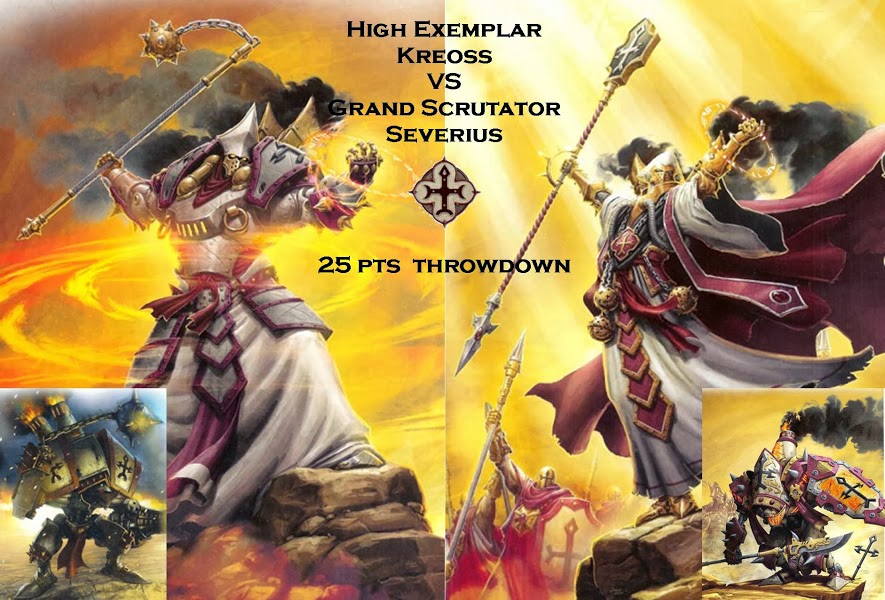 High Exemplar
Kreoss
VS
Grand Scrutator
Severius
25 pts throwdown